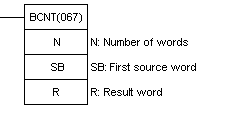 BCNT(067)
N N: Number of words
SB SB: First source word
R R: Result word